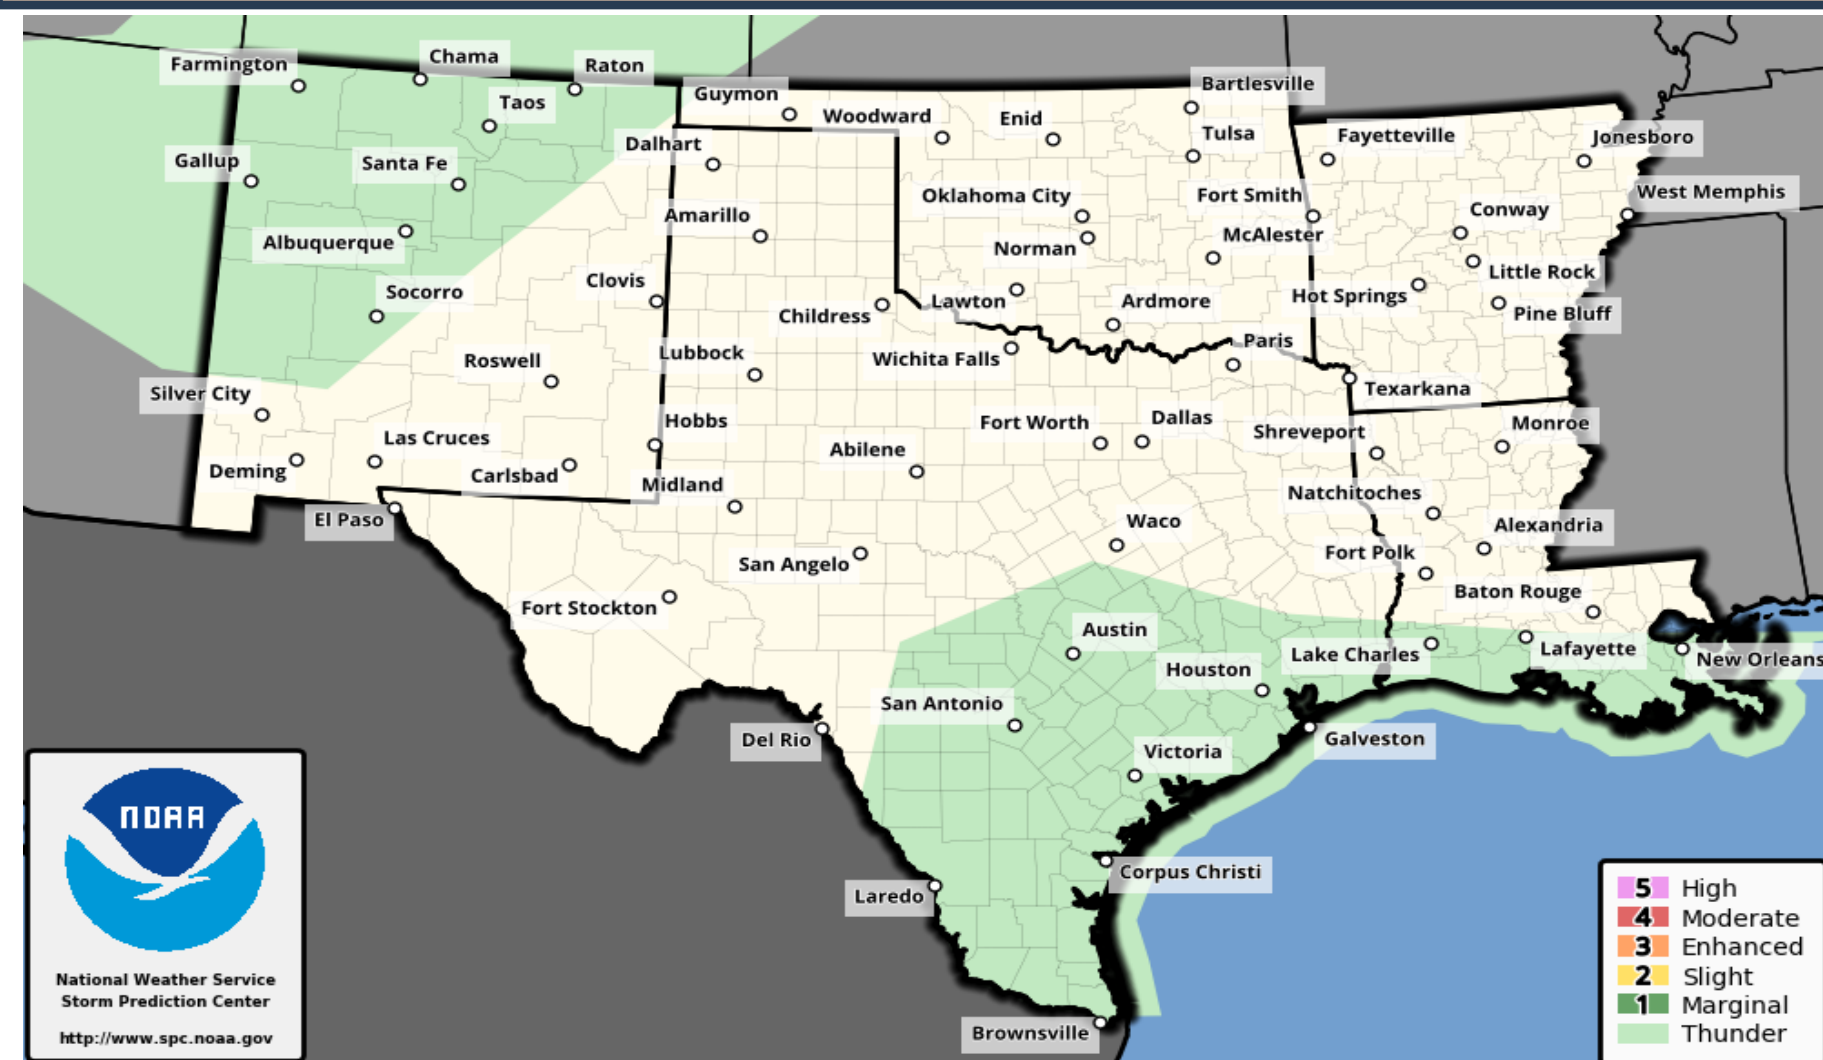 Farmington
Chama
Raton
Taos
Guymon
Woodward
Enid
Bartlesville
Tulsa
Fayetteville
Jonesboro
Gallup
Santa Fe
Dalhart
Oklahoma City
Fort Smith
West Memphis
Conway
Albuquerque
Amarillo
Norman
McAlester
Socorro
Clovis
Childress
Lawton
Ardmore
Hot Springs
Little Rock
Pine Bluff
Roswell
Lubbock
Wichita Falls
Paris
Texarkana
Silver City
Las Cruces
Hobbs
Abilene
Fort Worth
Dallas
Shreveport
Monroe
Deming
Carlsbad
Midland
Natchitoches
El Paso
San Angelo
Waco
Fort Polk
Alexandria
Fort Stockton
Austin
Baton Rouge
Houston
Lake Charles
Lafayette
New Orleans
Del Rio
San Antonio
Victoria
Galveston
Laredo
Corpus Christi
Brownsville
NOAA
National Weather Service
Storm Prediction Center
http://www.spc.noaa.gov
5 High
4 Moderate
3 Enhanced
2 Slight
1 Marginal
Thunder